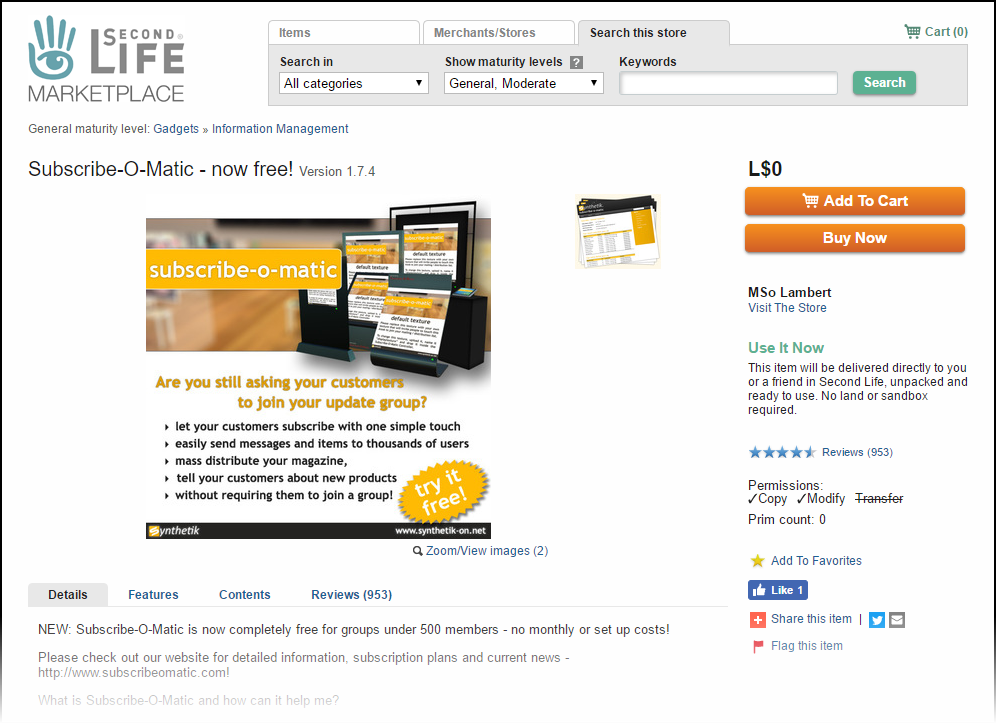 SECOND
LIFE
MARKETPLACE
Items
Merchants/Stores
Search this store
Cart (0)
Search in
Show maturity levels ?
Keywords
All categories
General, Moderate
Search
General maturity level: Gadgets » Information Management
Subscribe-O-Matic - now free! Version 1.7.4
L$0
Add To Cart
Buy Now
subscribe-o-matic
default texture
default texture
default texture
Are you still asking your customers
to join your update group?
let your customers subscribe with one simple touch
easily send messages and items to thousands of users
mass distribute your magazine,
tell your customers about new products
without requiring them to join a group!
try it
free!
synthetik
www.synthetik-on.net
Zoom/View images (2)
MSo Lambert
Visit The Store
Use It Now
This item will be delivered directly to you
or a friend in Second Life, unpacked and
ready to use. No land or sandbox
required.
Reviews (953)
Permissions:
✓Copy ✓Modify Transfer
Prim count: 0
Add To Favorites
Like 1
Share this item |
Flag this item
Details
Features
Contents
Reviews (953)
NEW: Subscribe-O-Matic is now completely free for groups under 500 members - no monthly or set up costs!
Please check out our website for detailed information, subscription plans and current news -
http://www.subscribeomatic.com!
What is Subscribe-O-Matic and how can it help me?